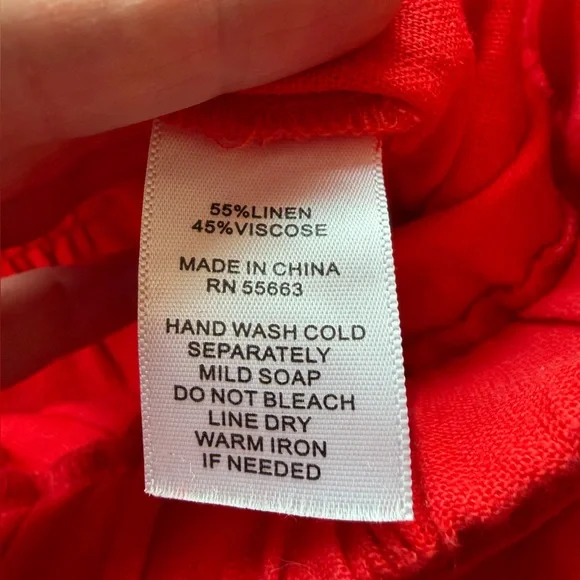 55%LINEN
45%VISCOSE
MADE IN CHINA
RN 55663
HAND WASH COLD
SEPARATELY
MILD SOAP
DO NOT BLEACH
LINE DRY
WARM IRON
IF NEEDED